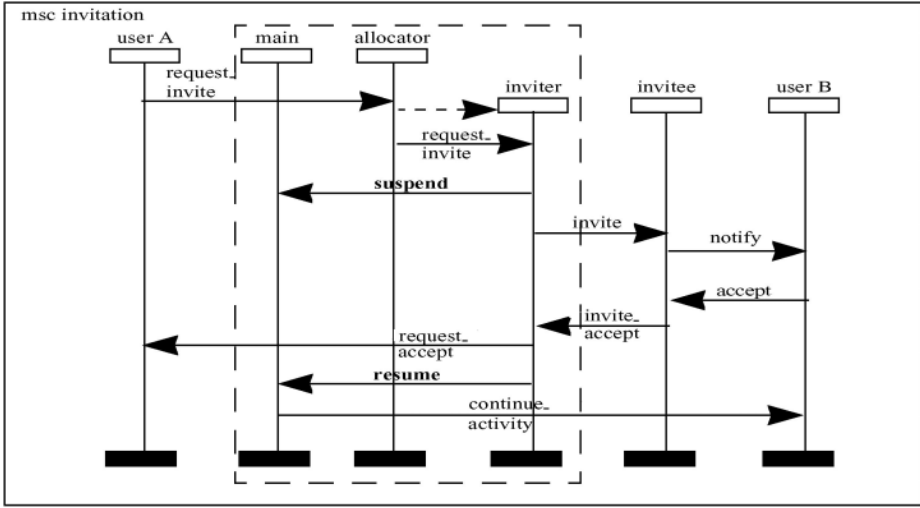 msc invitation
user A
main
allocator
inviter
invitee
user B
request_
invite
request_
invite
suspend
invite
notify
accept
invite_
accept
request_
accept
resume
continue_
activity